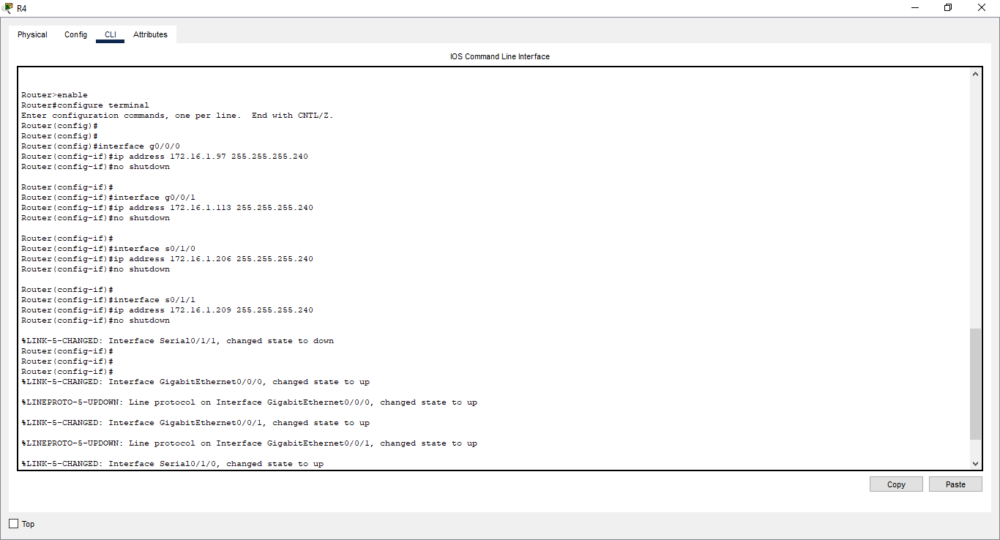 R4
Physical Config CLI Attributes
IOS Command Line Interface
Router>enable
Router#configure terminal
Enter configuration commands, one per line.  End with CNTL/Z.
Router(config)#
Router(config)#
Router(config)#interface g0/0/0
Router(config-if)#ip address 172.16.1.97 255.255.255.240
Router(config-if)#no shutdown
Router(config-if)#
Router(config-if)#interface g0/0/1
Router(config-if)#ip address 172.16.1.113 255.255.255.240
Router(config-if)#no shutdown
Router(config-if)#
Router(config-if)#interface s0/1/0
Router(config-if)#ip address 172.16.1.206 255.255.255.240
Router(config-if)#no shutdown
Router(config-if)#
Router(config-if)#interface s0/1/1
Router(config-if)#ip address 172.16.1.209 255.255.255.240
Router(config-if)#no shutdown
%LINK-5-CHANGED: Interface Serial0/1/1, changed state to down
Router(config-if)#
Router(config-if)#
Router(config-if)#
%LINK-5-CHANGED: Interface GigabitEthernet0/0/0, changed state to up
%LINEPROTO-5-UPDOWN: Line protocol on Interface GigabitEthernet0/0/0, changed state to up
%LINK-5-CHANGED: Interface GigabitEthernet0/0/1, changed state to up
%LINEPROTO-5-UPDOWN: Line protocol on Interface GigabitEthernet0/0/1, changed state to up
%LINK-5-CHANGED: Interface Serial0/1/0, changed state to up
Copy Paste
Top